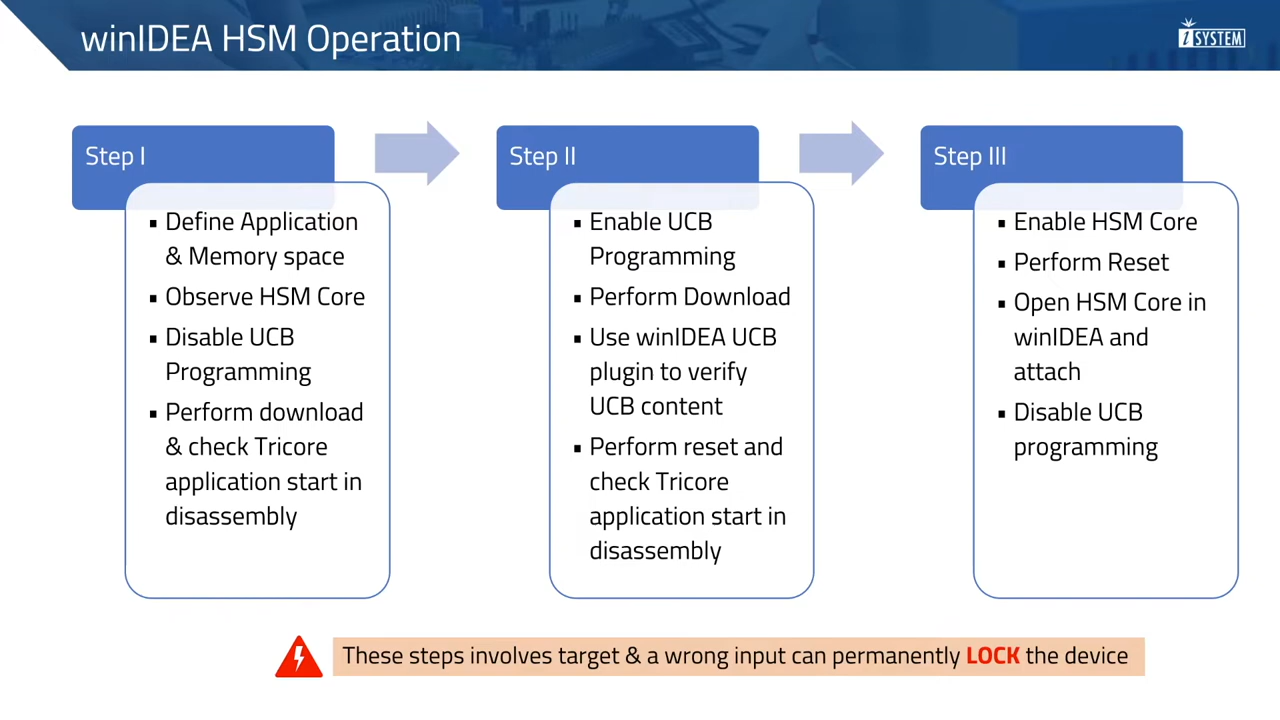 winIDEA HSM Operation
iSYSTEM
Step I
▪ Define Application
& Memory space
▪ Observe HSM Core
▪ Disable UCB
Programming
▪ Perform download
& check Tricore
application start in
disassembly
Step II
▪ Enable UCB
Programming
▪ Perform Download
▪ Use winIDEA UCB
plugin to verify
UCB content
▪ Perform reset and
check Tricore
application start in
disassembly
Step III
▪ Enable HSM Core
▪ Perform Reset
▪ Open HSM Core in
winIDEA and
attach
▪ Disable UCB
programming
These steps involves target & a wrong input can permanently LOCK the device